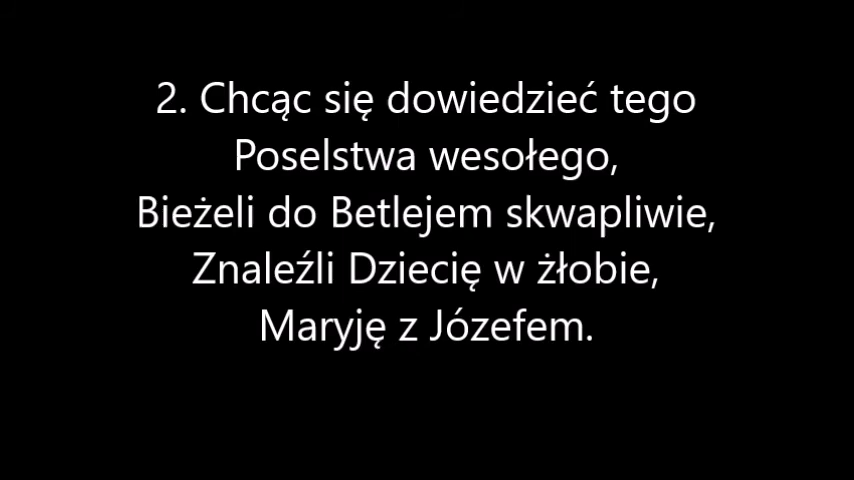 2. Chcąc się dowiedzieć tego
Poselstwa wesołego,
Bieżeli do Betlejem skwapliwie,
Znaleźli Dziecię w żłobie,
Maryję z Józefem.